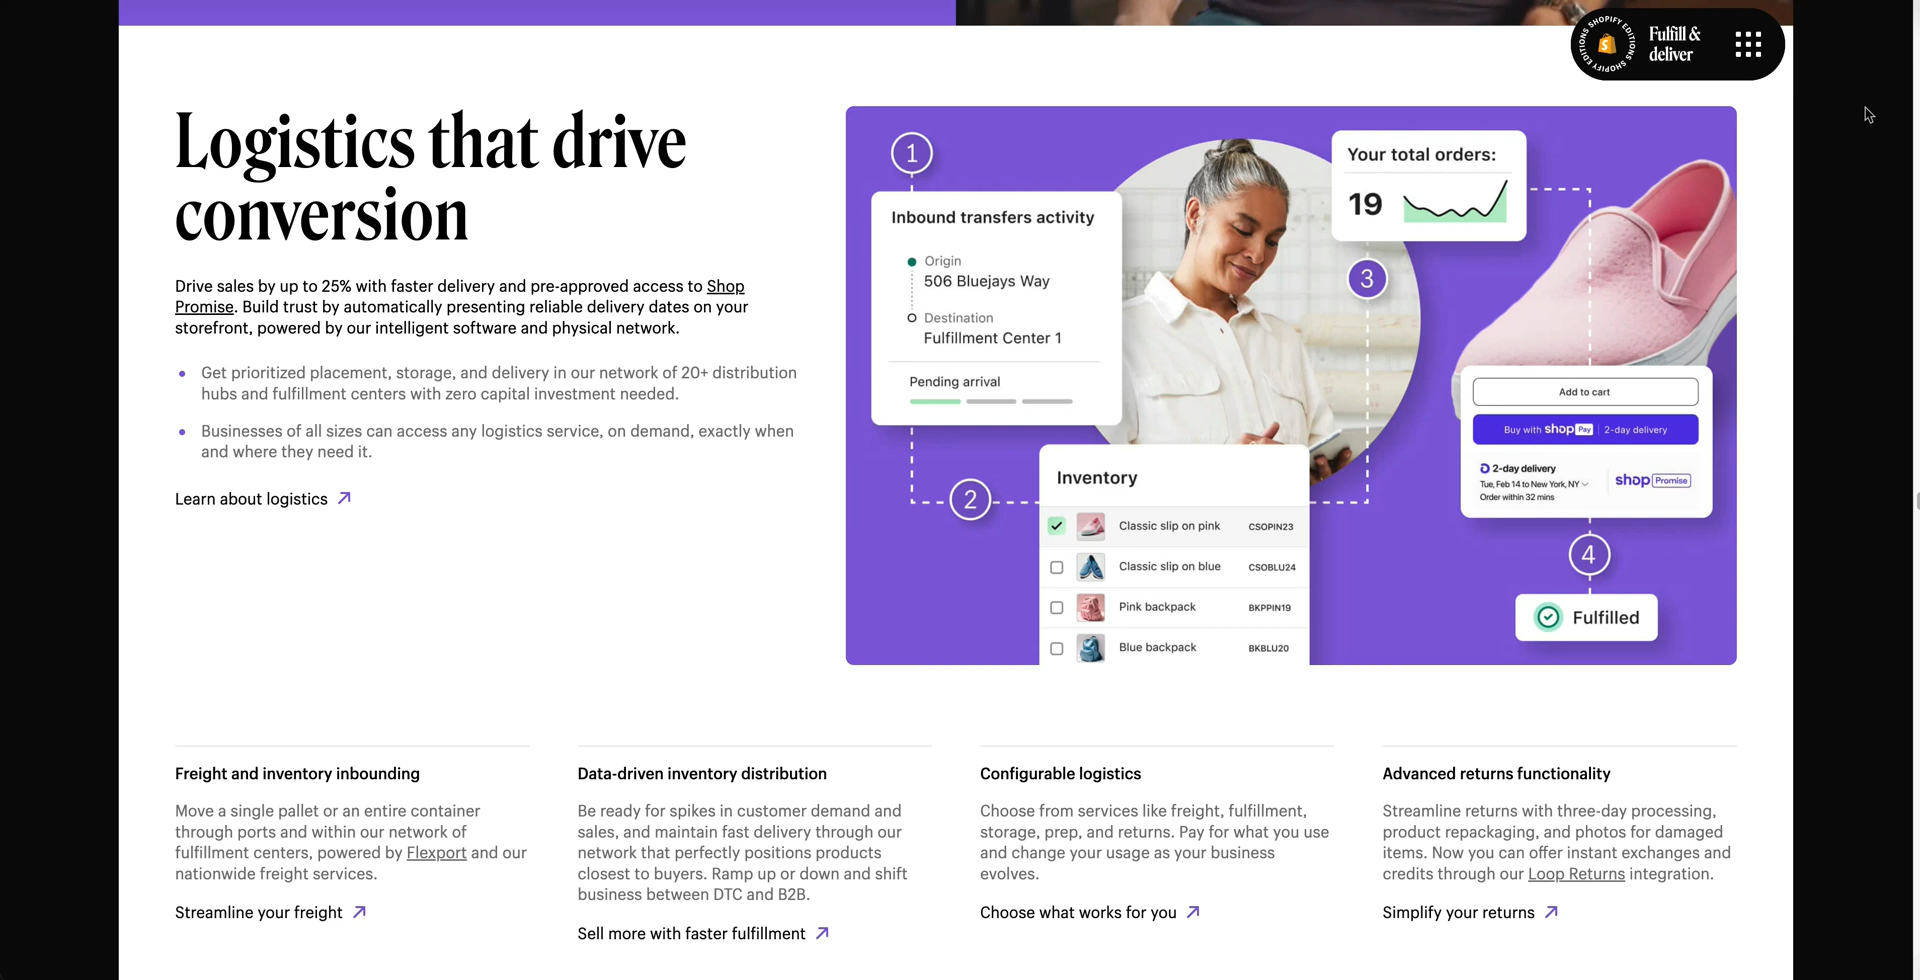 SHOPIFY EDITIONS SHOPIFY EDITIONS
Fulfill &
deliver
Logistics that drive
conversion
Drive sales by up to 25% with faster delivery and pre-approved access to Shop
Promise. Build trust by automatically presenting reliable delivery dates on your
storefront, powered by our intelligent software and physical network.
Get prioritized placement, storage, and delivery in our network of 20+ distribution
hubs and fulfillment centers with zero capital investment needed.
Businesses of all sizes can access any logistics service, on demand, exactly when
and where they need it.
Learn about logistics
1
Inbound transfers activity
Origin
506 Bluejays Way
Destination
Fulfillment Center 1
Pending arrival
2
Inventory
Classic slip on pink CSOPIN23
Classic slip on blue CSOBLU24
Pink backpack BKPPIN19
Blue backpack BKBLU20
Your total orders:
19
3
Add to cart
Buy with shop Pay 2-day delivery
2-day delivery
Tue, Feb 14 to New York, NY
Order within 32 mins
shop Promise
4
Fulfilled
Freight and inventory inbounding
Move a single pallet or an entire container
through ports and within our network of
fulfillment centers, powered by Flexport and our
nationwide freight services.
Streamline your freight
Data-driven inventory distribution
Be ready for spikes in customer demand and
sales, and maintain fast delivery through our
network that perfectly positions products
closest to buyers. Ramp up or down and shift
business between DTC and B2B.
Sell more with faster fulfillment
Configurable logistics
Choose from services like freight, fulfillment,
storage, prep, and returns. Pay for what you use
and change your usage as your business
evolves.
Choose what works for you
Advanced returns functionality
Streamline returns with three-day processing,
product repackaging, and photos for damaged
items. Now you can offer instant exchanges and
credits through our Loop Returns integration.
Simplify your returns